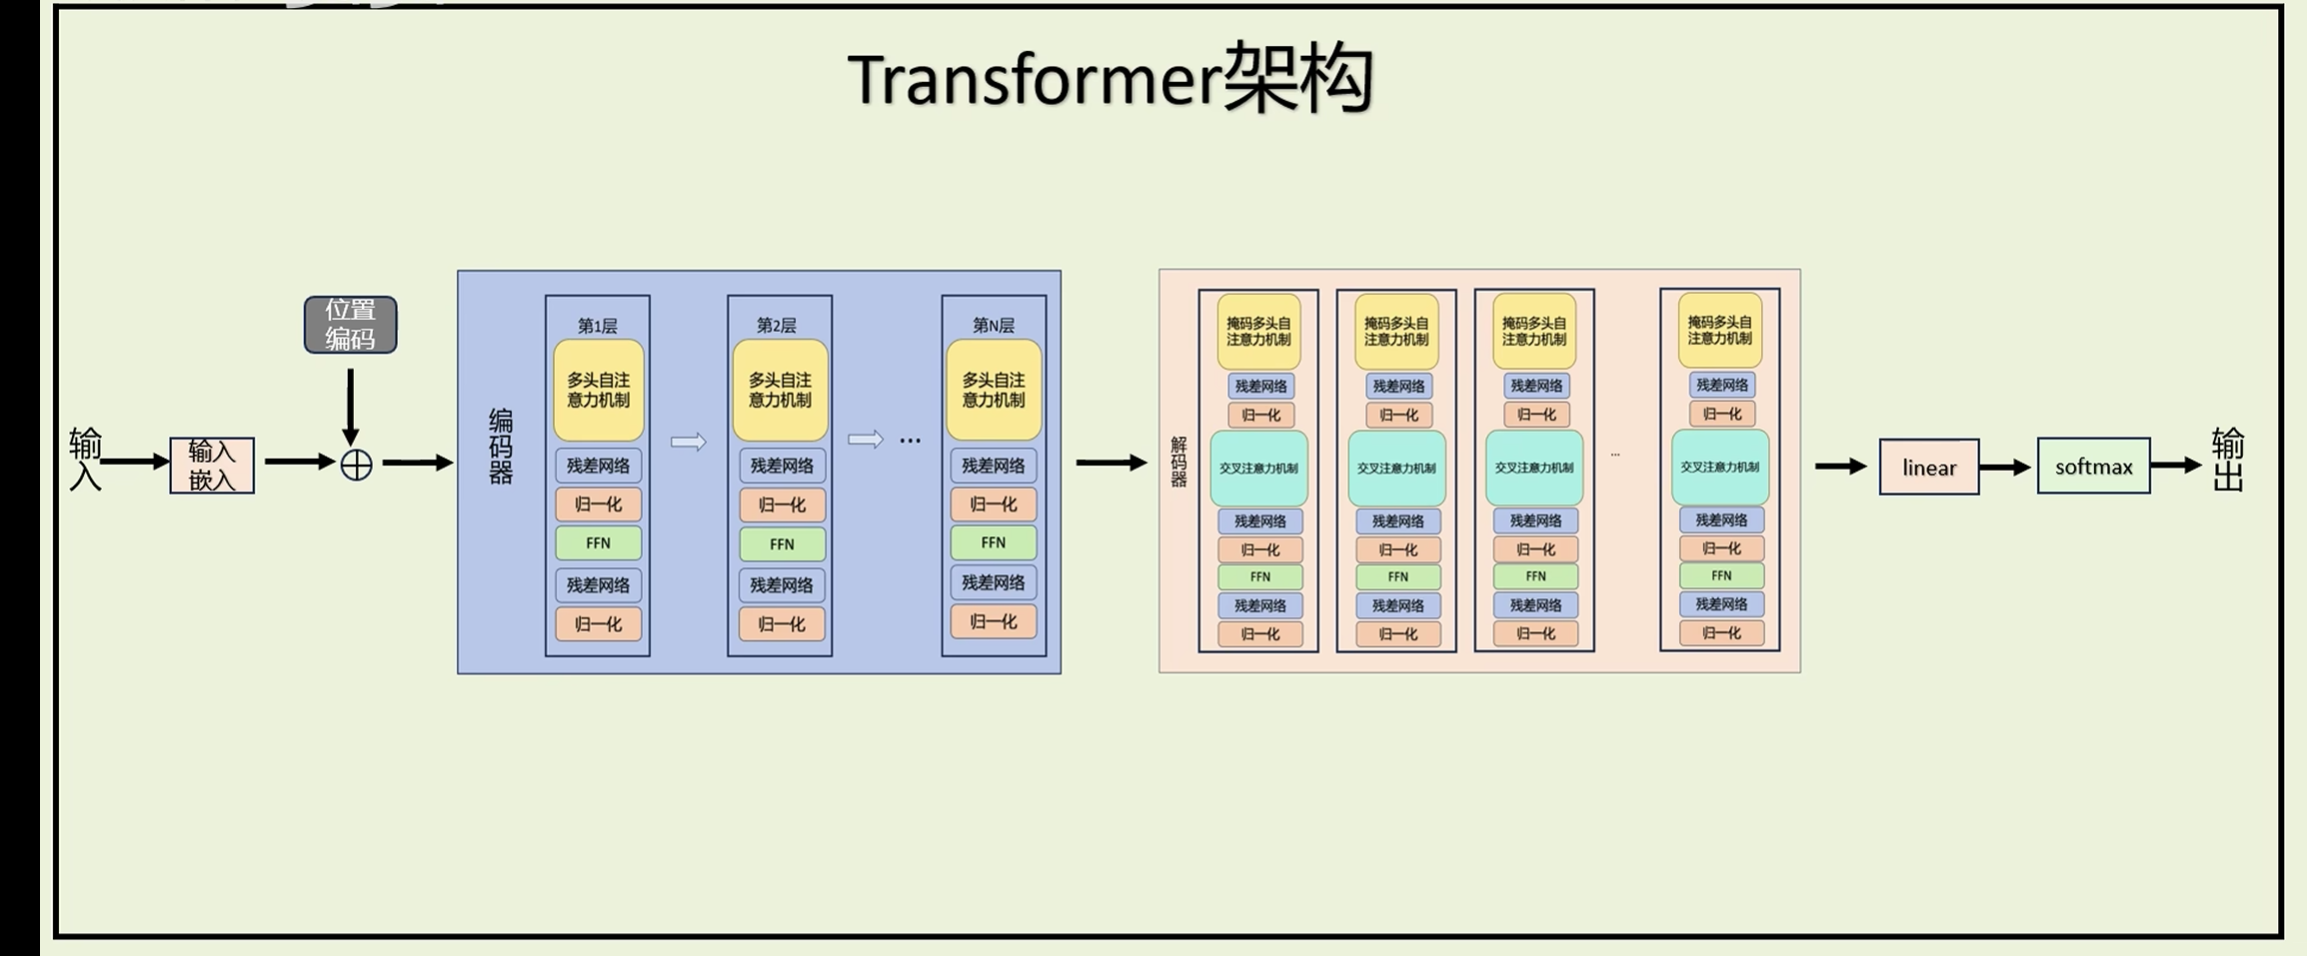 Transformer架构
输
入
输入
嵌入
位置
编码
编
码
器
第1层
多头自注
意力机制
残差网络
归一化
FFN
残差网络
归一化
第2层
多头自注
意力机制
残差网络
归一化
FFN
残差网络
归一化
...
第N层
多头自注
意力机制
残差网络
归一化
FFN
残差网络
归一化
解
码
器
掩码多头自
注意力机制
残差网络
归一化
交叉注意力机制
残差网络
归一化
FFN
残差网络
归一化
掩码多头自
注意力机制
残差网络
归一化
交叉注意力机制
残差网络
归一化
FFN
残差网络
归一化
掩码多头自
注意力机制
残差网络
归一化
交叉注意力机制
残差网络
归一化
FFN
残差网络
归一化
...
掩码多头自
注意力机制
残差网络
归一化
交叉注意力机制
残差网络
归一化
FFN
残差网络
归一化
linear
softmax
输
出